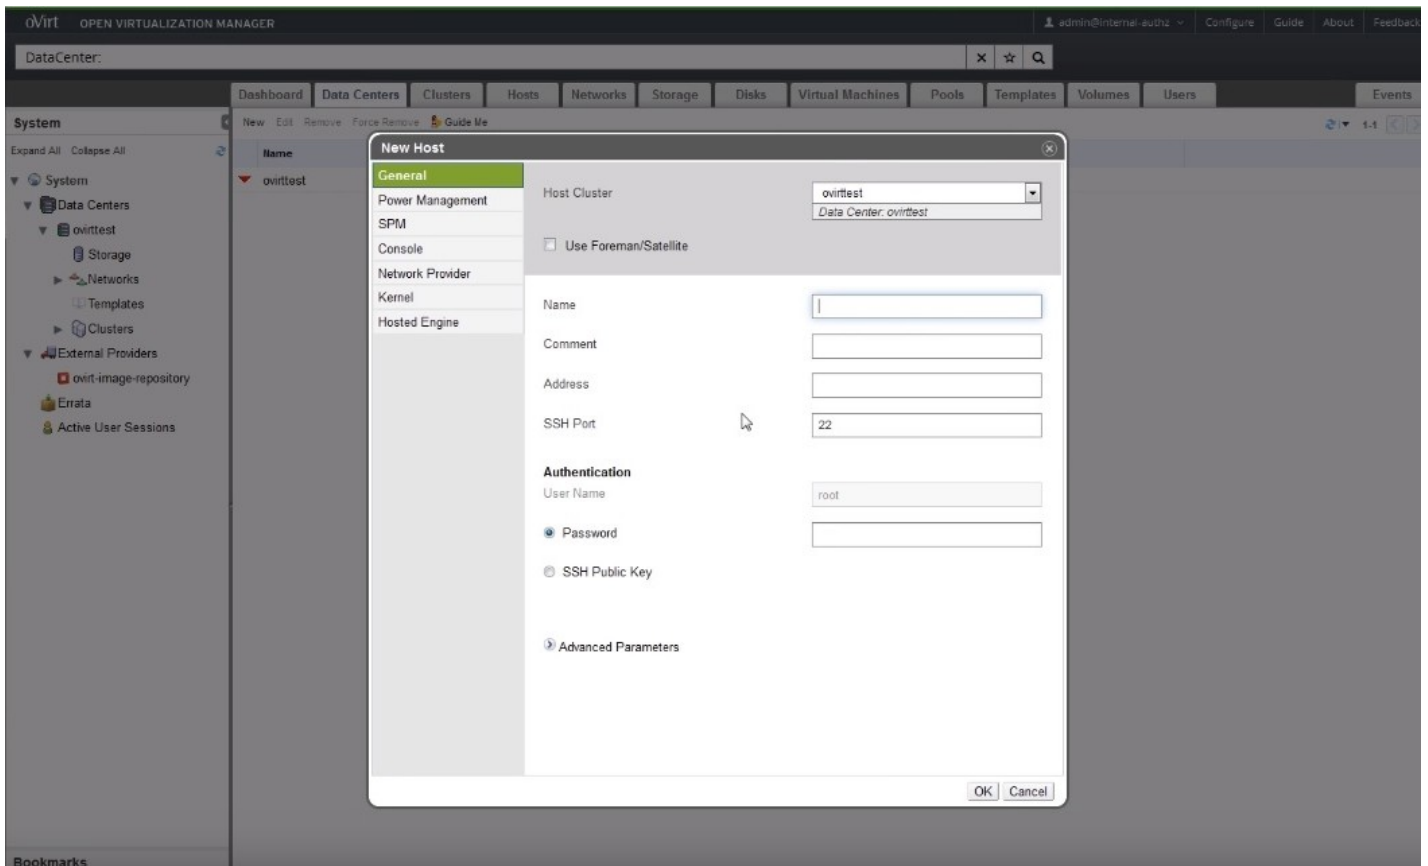 oVirt OPEN VIRTUALIZATION MANAGER
admin@internal-authz Configure Guide About Feedback
DataCenter:
Dashboard Data Centers Clusters Hosts Networks Storage Disks Virtual Machines Pools Templates Volumes Users Events
System
New Edit Remove Force Remove Guide Me
1-1
Expand All Collapse All
Name
ovirttest
System
Data Centers
ovirttest
Storage
Networks
Templates
Clusters
External Providers
ovirt-image-repository
Errata
Active User Sessions
Bookmarks
New Host
General
Power Management
SPM
Console
Network Provider
Kernel
Hosted Engine
Host Cluster ovirttest
Data Center: ovirttest
Use Foreman/Satellite
Name
Comment
Address
SSH Port 22
Authentication
User Name root
Password
SSH Public Key
Advanced Parameters
OK Cancel